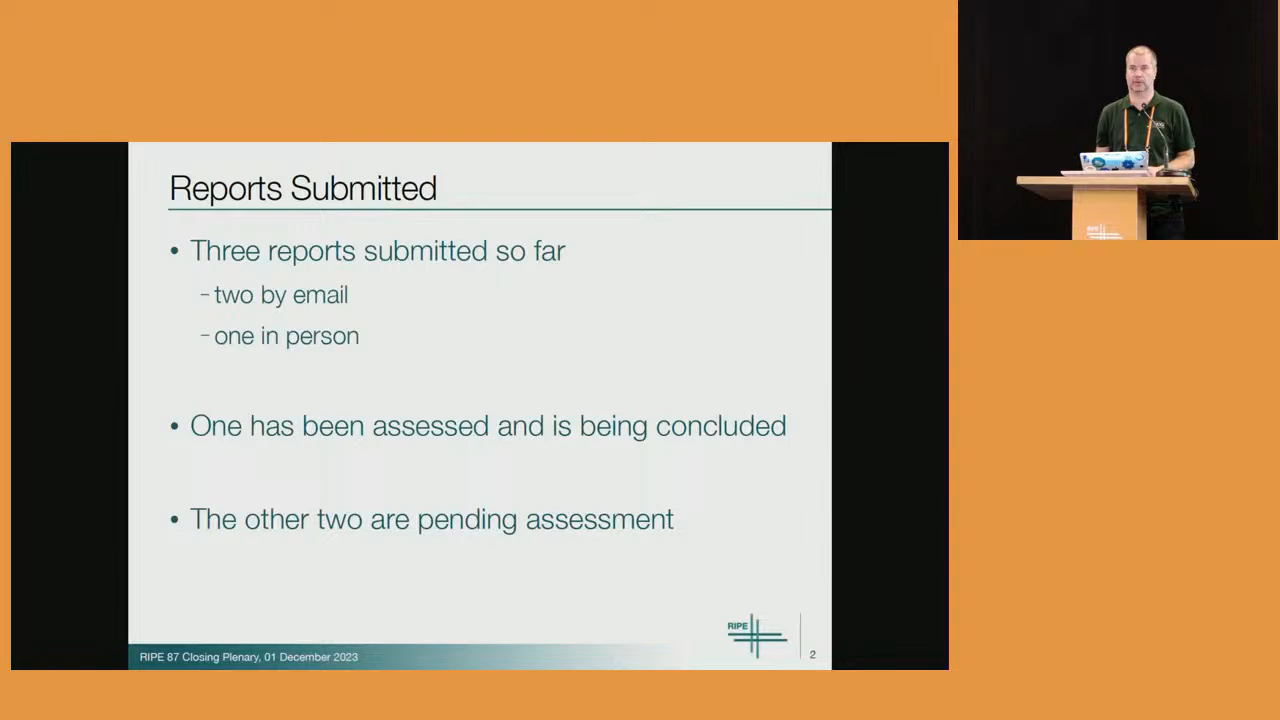 Reports Submitted
• Three reports submitted so far
– two by email
– one in person
• One has been assessed and is being concluded
• The other two are pending assessment
RIPE
RIPE 87 Closing Plenary, 01 December 2023
2
RIPE